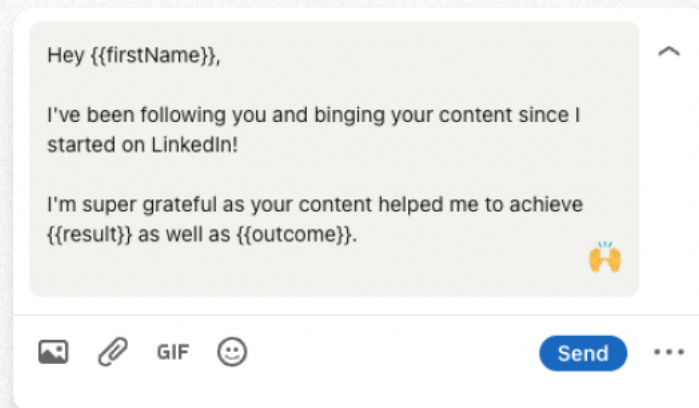 Hey {{firstName}},
I've been following you and binging your content since I
started on LinkedIn!
I'm super grateful as your content helped me to achieve
{{result}} as well as {{outcome}}.
GIF
Send